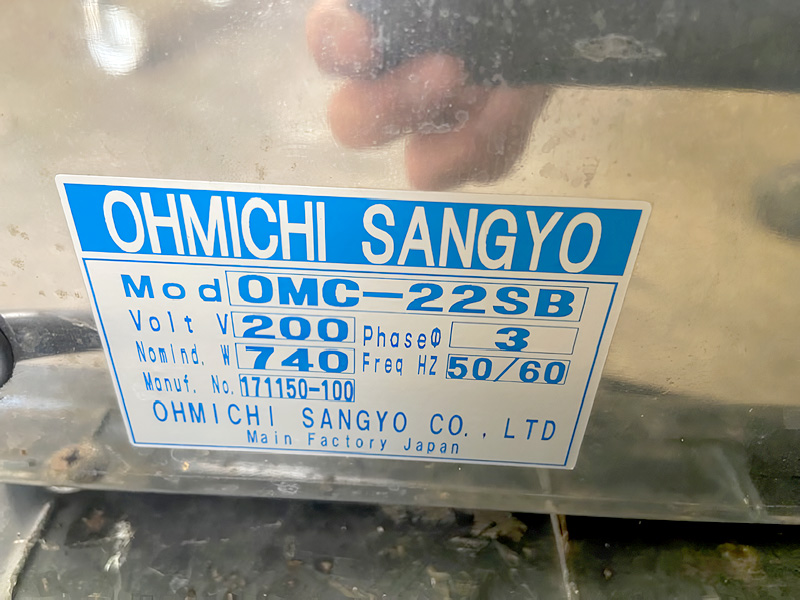 OHMICHI SANGYO
Mod OMC-22SB
Volt V 200 Phase Φ 3
Nomind. W 740 Freq HZ 50/60
Manuf. No. 171150-100
OHMICHI SANGYO CO., LTD
Main Factory Japan